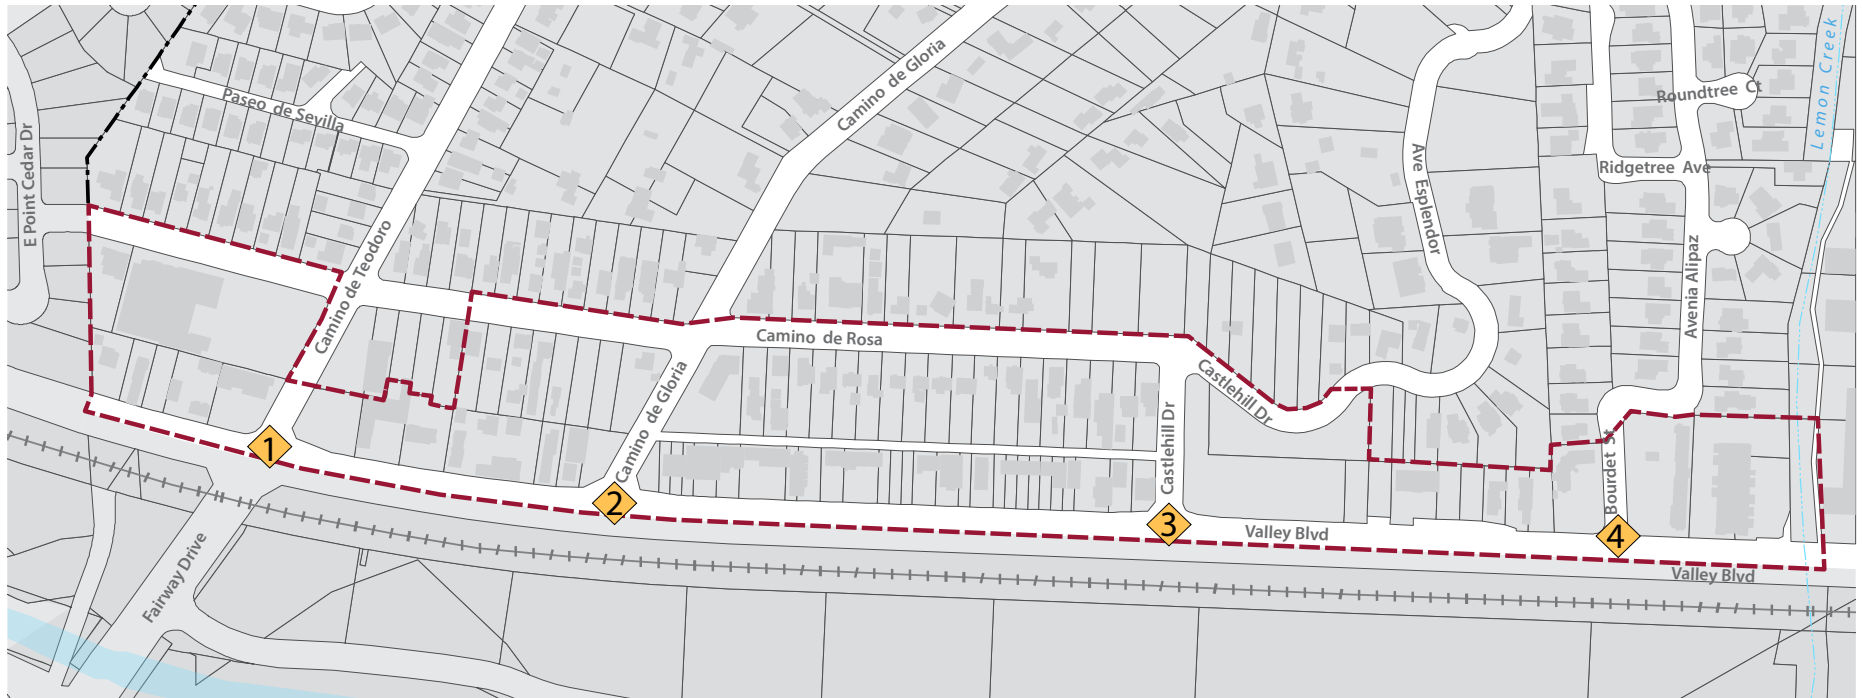 Lemon Creek
Camino de Gloria
Roundtree Ct
Paseo de Sevilla
E Point Cedar Dr
Ridgetree Ave
Ave Esplendor
Camino de Teodoro
Avenia Alipaz
Camino de Rosa
Castlehill Dr
Camino de Gloria
Castlehill Dr
Bourdet St
1
2
3
4
Valley Blvd
Valley Blvd
Fairway Drive